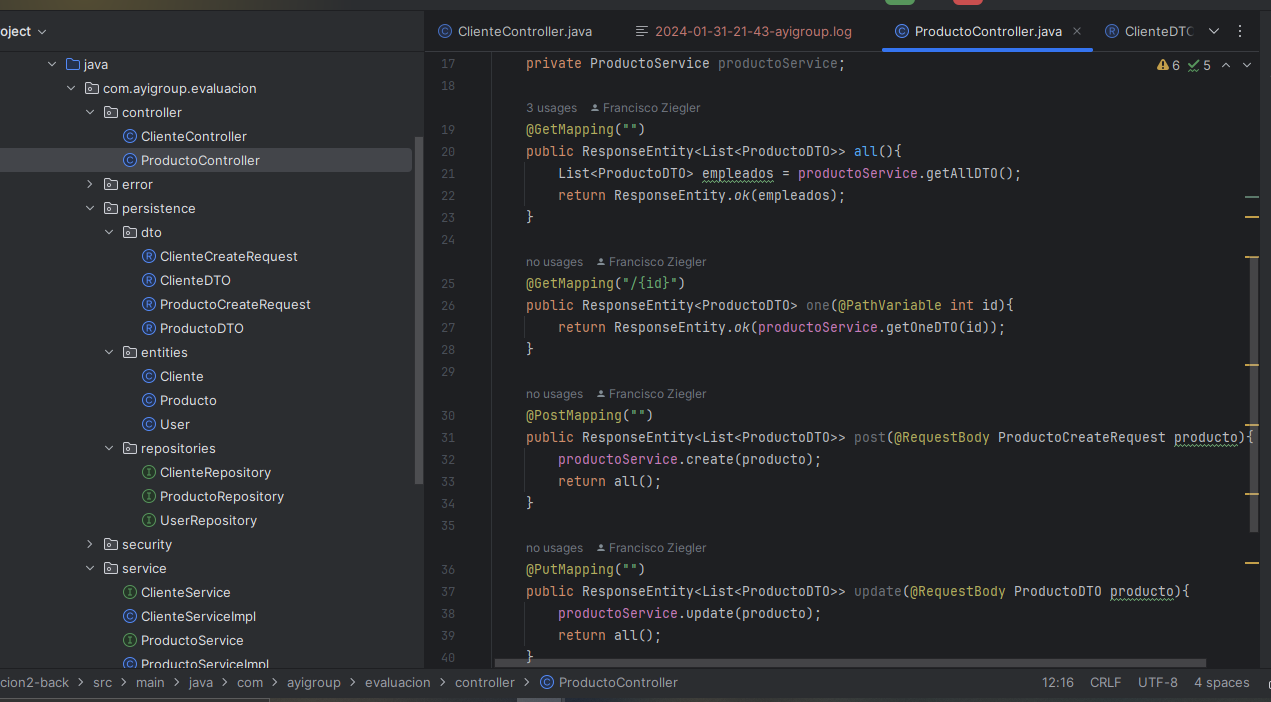 oject
java
com.ayigroup.evaluacion
controller
ClienteController
ProductoController
error
persistence
dto
ClienteCreateRequest
ClienteDTO
ProductoCreateRequest
ProductoDTO
entities
Cliente
Producto
User
repositories
ClienteRepository
ProductoRepository
UserRepository
security
service
ClienteService
ClienteServiceImpl
ProductoService
ProductoServiceImpl
ClienteController.java 2024-01-31-21-43-ayigroup.log ProductoController.java ClienteDTO
6 5
17 private ProductoService productoService;
18
3 usages Francisco Ziegler
19 @GetMapping("")
20 public ResponseEntity<List<ProductoDTO>> all(){
21 List<ProductoDTO> empleados = productoService.getAllDTO();
22 return ResponseEntity.ok(empleados);
23 }
24
no usages Francisco Ziegler
25 @GetMapping("/{id}")
26 public ResponseEntity<ProductoDTO> one(@PathVariable int id){
27 return ResponseEntity.ok(productoService.getOneDTO(id));
28 }
29
no usages Francisco Ziegler
30 @PostMapping("")
31 public ResponseEntity<List<ProductoDTO>> post(@RequestBody ProductoCreateRequest producto){
32 productoService.create(producto);
33 return all();
34 }
35
no usages Francisco Ziegler
36 @PutMapping("")
37 public ResponseEntity<List<ProductoDTO>> update(@RequestBody ProductoDTO producto){
38 productoService.update(producto);
39 return all();
40 }
cion2-back > src > main > java > com > ayigroup > evaluacion > controller > ProductoController 12:16 CRLF UTF-8 4 spaces